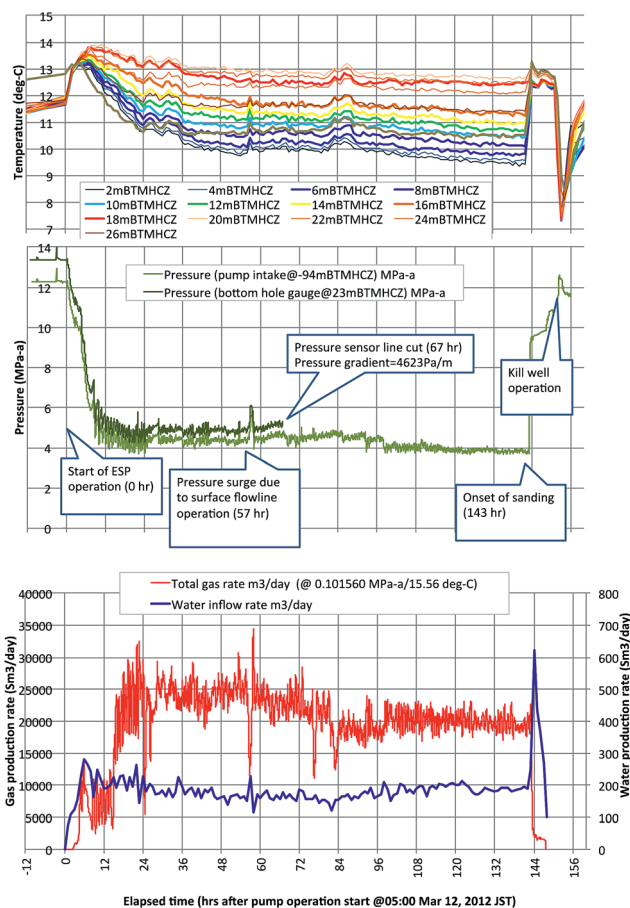 15
14
13
12
11
10
9
8
7
Temperature (deg-C)
2mBTMHCZ 4mBTMHCZ 6mBTMHCZ 8mBTMHCZ
10mBTMHCZ 12mBTMHCZ 14mBTMHCZ 16mBTMHCZ
18mBTMHCZ 20mBTMHCZ 22mBTMHCZ 24mBTMHCZ
26mBTMHCZ
14
12
10
8
6
4
2
0
Pressure (MPa-a)
Pressure (pump intake@-94mBTMHCZ) MPa-a
Pressure (bottom hole gauge@23mBTMHCZ) MPa-a
Pressure sensor line cut (67 hr)
Pressure gradient=4623Pa/m
Kill well
operation
Start of ESP
operation (0 hr)
Pressure surge due
to surface flowline
operation (57 hr)
Onset of sanding
(143 hr)
Total gas rate m3/day (@ 0.101560 MPa-a/15.56 deg-C)
Water inflow rate m3/day
40000
35000
30000
25000
20000
15000
10000
5000
0
Gas production rate (Sm3/day)
800
700
600
500
400
300
200
100
0
Water production rate (Sm3/day)
-12 0 12 24 36 48 60 72 84 96 108 120 132 144 156
Elapsed time (hrs after pump operation start @05:00 Mar 12, 2012 JST)